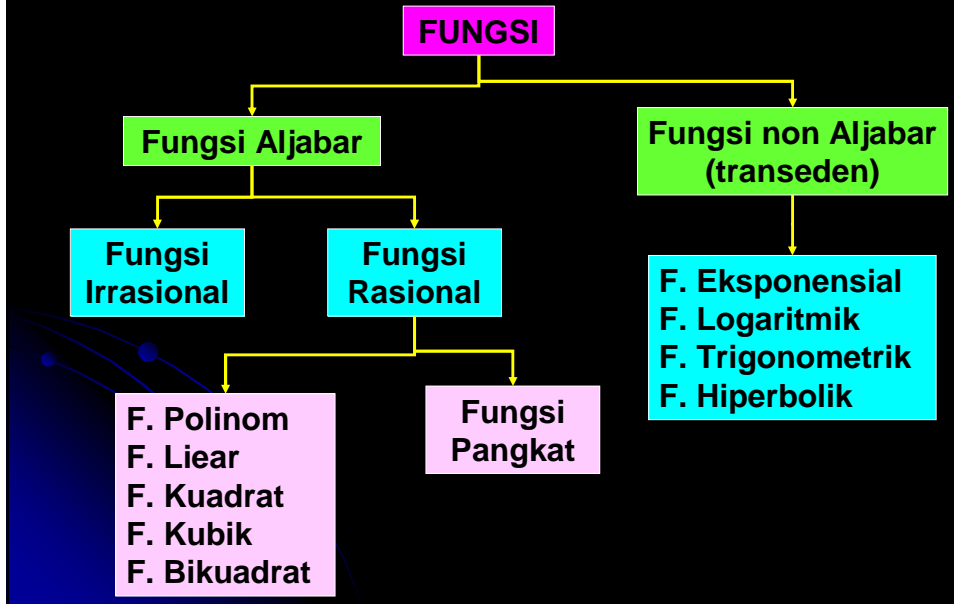 FUNGSI
Fungsi Aljabar
Fungsi non Aljabar
(transeden)
Fungsi
Irrasional
Fungsi
Rasional
F. Eksponensial
F. Logaritmik
F. Trigonometrik
F. Hiperbolik
F. Polinom
F. Liear
F. Kuadrat
F. Kubik
F. Bikuadrat
Fungsi
Pangkat